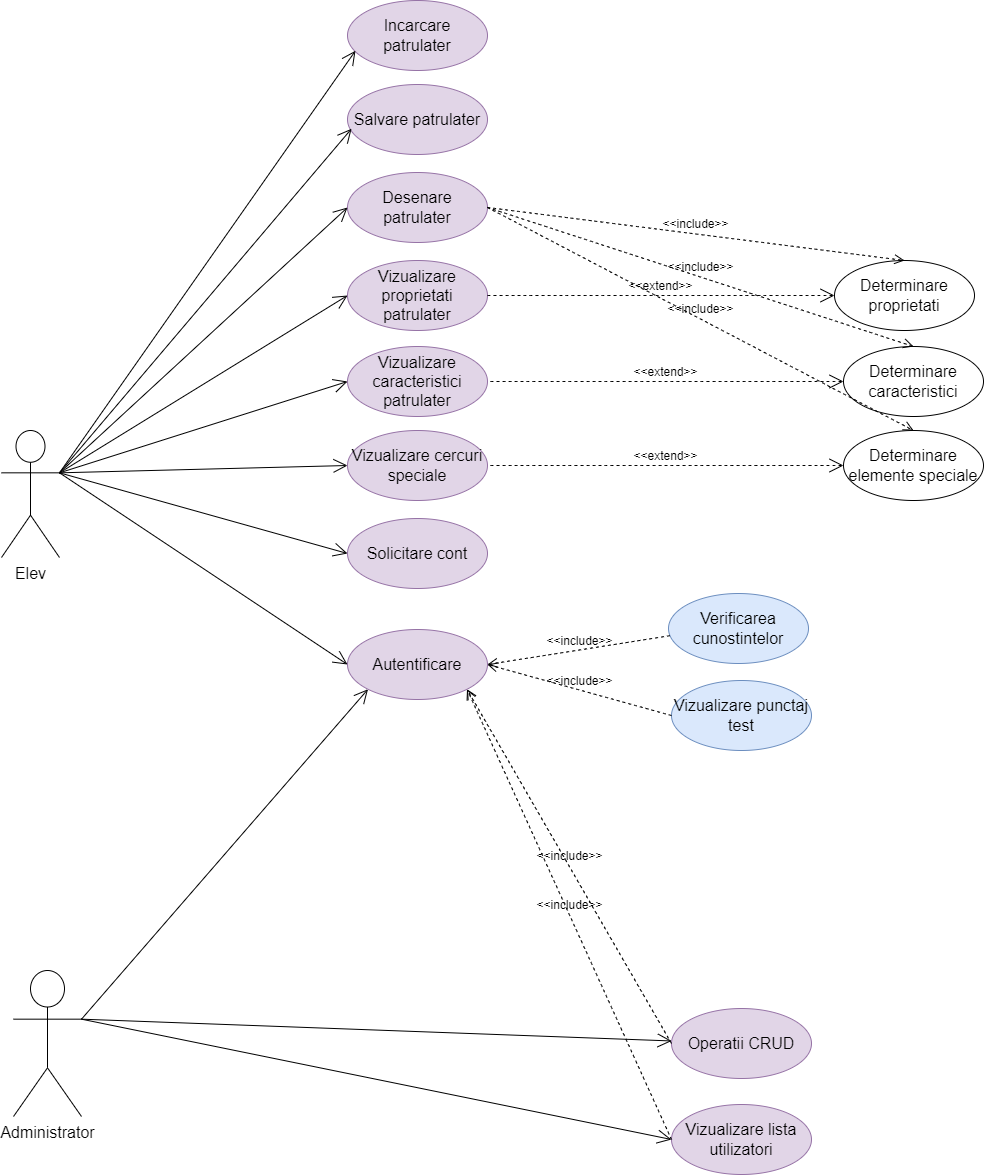 Incarcare
patrulater
Salvare patrulater
Desenare
patrulater
<<include>>
<<include>>
<<extend>>
<<include>>
Vizualizare
proprietati
patrulater
Determinare
proprietati
Vizualizare
caracteristici
patrulater
<<extend>>
Determinare
caracteristici
Vizualizare cercuri
speciale
<<extend>>
Determinare
elemente speciale
Elev
Solicitare cont
Autentificare
<<include>>
Verificarea
cunostintelor
<<include>>
Vizualizare punctaj
test
<<include>>
<<include>>
Operatii CRUD
Administrator
Vizualizare lista
utilizatori